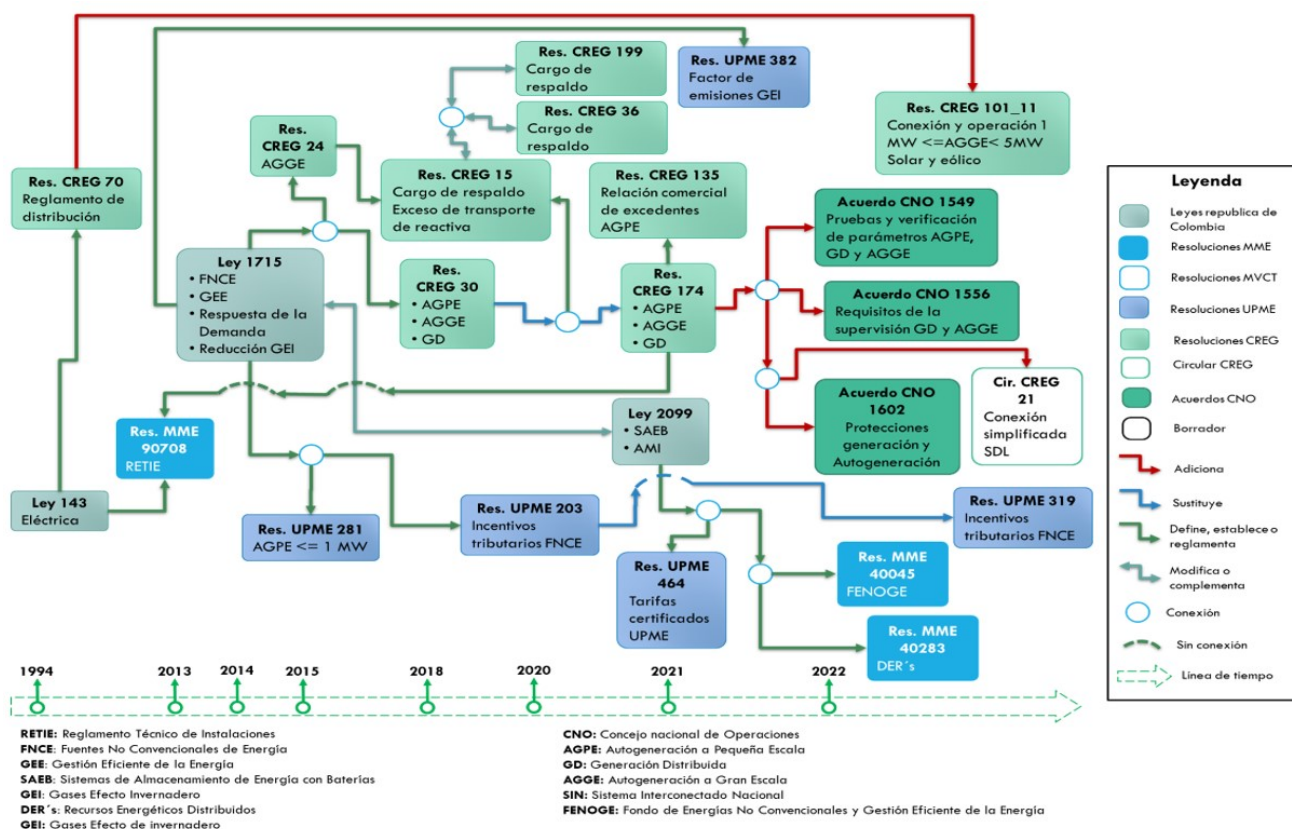 Res. CREG 199
Cargo de
respaldo
Res. UPME 382
Factor de
emisiones GEI
Res. CREG 101_11
Conexión y operación 1
MW <=AGGE< 5MW
Solar y eólico
Res. CREG 36
Cargo de
respaldo
Res.
CREG 24
AGGE
Res. CREG 70
Reglamento de
distribución
Res. CREG 15
Cargo de respaldo
Exceso de transporte
de reactiva
Res. CREG 135
Relación comercial
de excedentes
AGPE
Acuerdo CNO 1549
Pruebas y verificación
de parámetros AGPE,
GD y AGGE
Ley 1715
• FNCE
• GEE
• Respuesta de la
Demanda
• Reducción GEI
Res.
CREG 30
• AGPE
• AGGE
• GD
Res.
CREG 174
• AGPE
• AGGE
• GD
Acuerdo CNO 1556
Requisitos de la
supervisión GD y AGGE
Acuerdo CNO
1602
Protecciones
generación y
Autogeneración
Cir. CREG
21
Conexión
simplificada
SDL
Res. MME
90708
RETIE
Ley 2099
• SAEB
• AMI
Ley 143
Eléctrica
Res. UPME 281
AGPE <= 1 MW
Res. UPME 203
Incentivos
tributarios FNCE
Res. UPME 319
Incentivos
tributarios FNCE
Res. UPME
464
Tarifas
certificados
UPME
Res. MME
40045
FENOGE
Res. MME
40283
DER´s
Leyenda
Leyes republica de
Colombia
Resoluciones MME
Resoluciones MVCT
Resoluciones UPME
Resoluciones CREG
Circular CREG
Acuerdos CNO
Borrador
Adiciona
Sustituye
Define, establece o
reglamenta
Modifica o
complementa
Conexión
Sin conexión
Línea de tiempo
1994 2013 2014 2015 2018 2020 2021 2022
RETIE: Reglamento Técnico de Instalaciones
FNCE: Fuentes No Convencionales de Energía
GEE: Gestión Eficiente de la Energía
SAEB: Sistemas de Almacenamiento de Energía con Baterías
GEI: Gases Efecto Invernadero
DER´s: Recursos Energéticos Distribuidos
GEI: Gases Efecto de invernadero
CNO: Concejo nacional de Operaciones
AGPE: Autogeneración a Pequeña Escala
GD: Generación Distribuida
AGGE: Autogeneración a Gran Escala
SIN: Sistema Interconectado Nacional
FENOGE: Fondo de Energías No Convencionales y Gestión Eficiente de la Energía